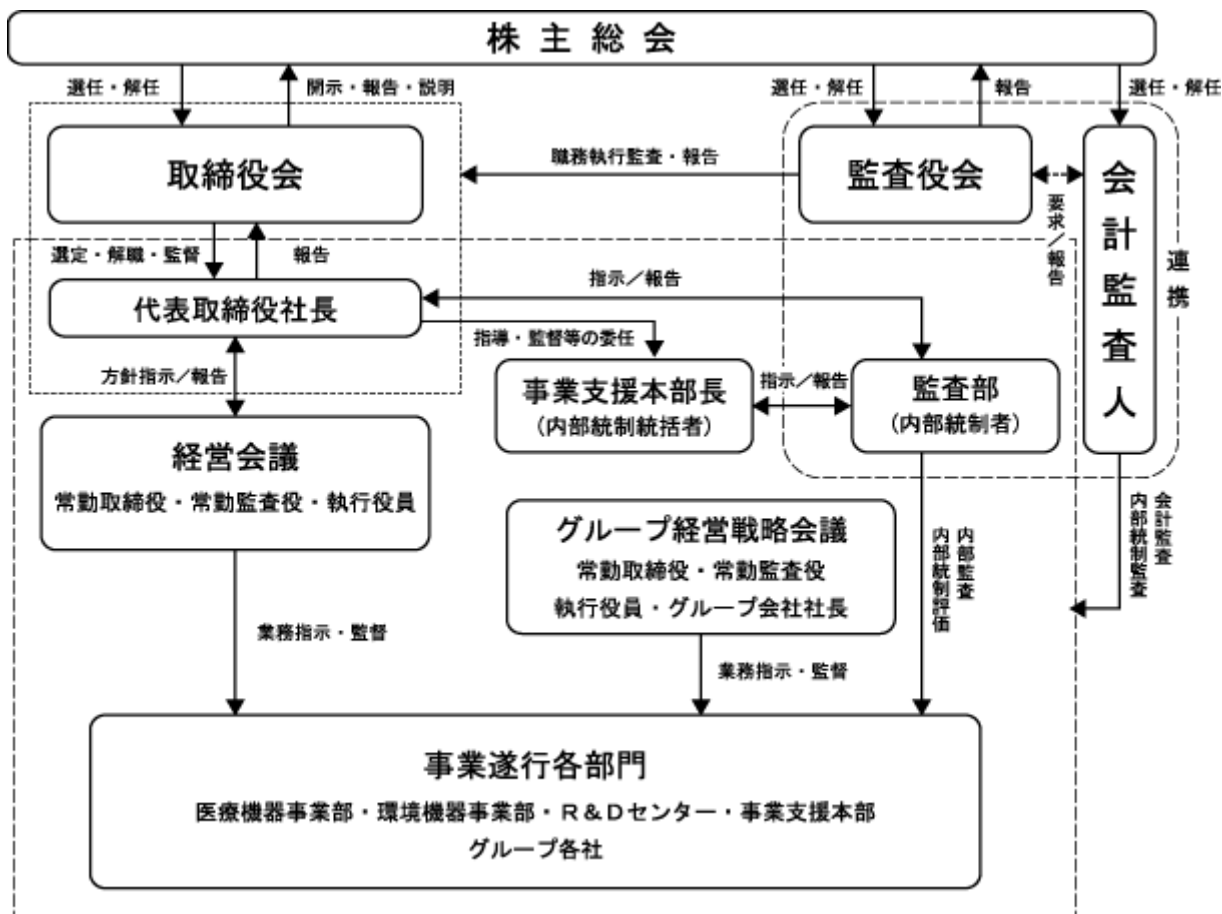 株主総会
選任・解任
開示・報告・説明
選任・解任
報告
選任・解任
取締役会
職務執行監査・報告
監査役会
要求／報告
会計監査人
連携
選定・解職・監督
報告
代表取締役社長
指示／報告
指導・監督等の委任
方針指示／報告
事業支援本部長
(内部統制統括者)
指示／報告
監査部
(内部統制者)
経営会議
常勤取締役・常勤監査役・執行役員
グループ経営戦略会議
常勤取締役・常勤監査役
執行役員・グループ会社社長
内部監査
内部統制評価
会計監査
内部統制監査
業務指示・監督
業務指示・監督
事業遂行各部門
医療機器事業部・環境機器事業部・R＆Dセンター・事業支援本部
グループ各社